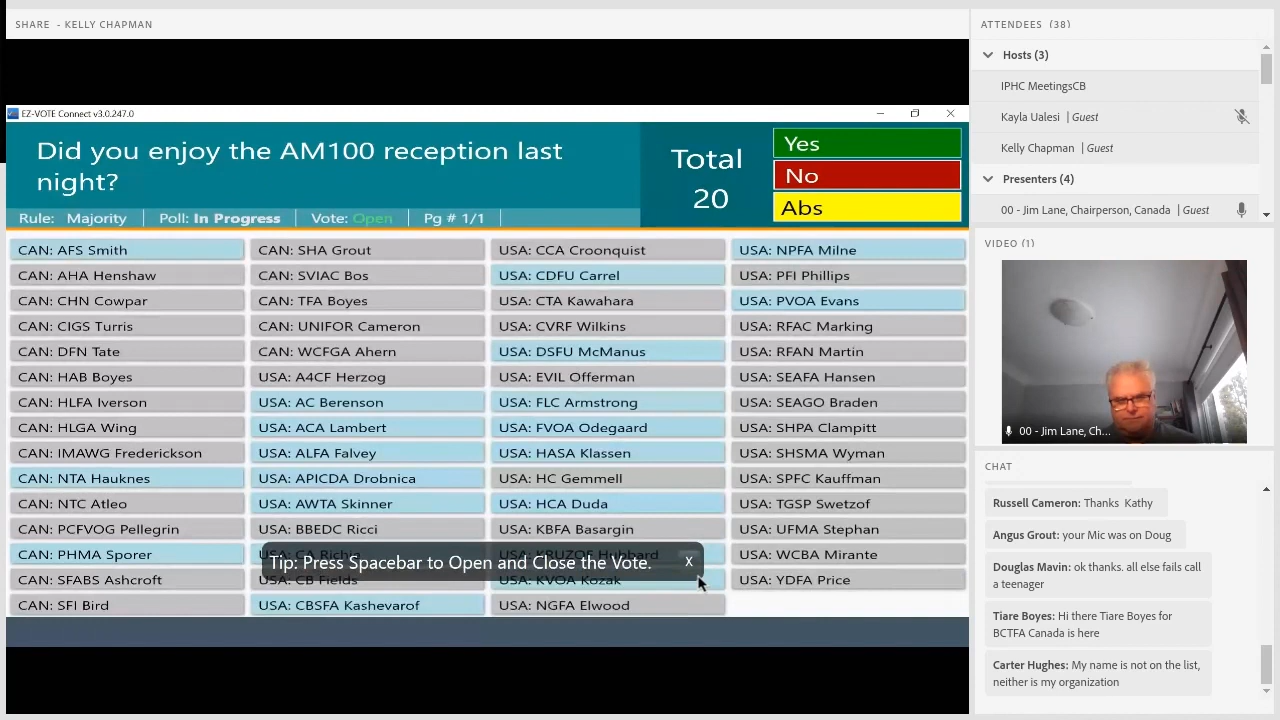 SHARE - KELLY CHAPMAN
EZ-VOTE Connect v3.0.247.0
Did you enjoy the AM100 reception last
night?
Total
20
Yes
No
Abs
Rule: Majority
Poll: In Progress
Vote: Open
Pg # 1/1
CAN: AFS Smith
CAN: AHA Henshaw
CAN: CHN Cowpar
CAN: CIGS Turris
CAN: DFN Tate
CAN: HAB Boyes
CAN: HLFA Iverson
CAN: HLGA Wing
CAN: IMAWG Frederickson
CAN: NTA Hauknes
CAN: NTC Atleo
CAN: PCFVOG Pellegrin
CAN: PHMA Sporer
CAN: SFABS Ashcroft
CAN: SFI Bird
CAN: SHA Grout
CAN: SVIAC Bos
CAN: TFA Boyes
CAN: UNIFOR Cameron
CAN: WCFGA Ahern
USA: A4CF Herzog
USA: AC Berenson
USA: ACA Lambert
USA: ALFA Falvey
USA: APICDA Drobnica
USA: AWTA Skinner
USA: BBEDC Ricci
USA: CA Richie
USA: CB Fields
USA: CBSFA Kashevarof
USA: CCA Croonquist
USA: CDFU Carrel
USA: CTA Kawahara
USA: CVRF Wilkins
USA: DSFU McManus
USA: EVIL Offerman
USA: FLC Armstrong
USA: FVOA Odegaard
USA: HASA Klassen
USA: HC Gemmell
USA: HCA Duda
USA: KBFA Basargin
USA: KRUZOF Hubbard
USA: KVOA Kozak
USA: NGFA Elwood
USA: NPFA Milne
USA: PFI Phillips
USA: PVOA Evans
USA: RFAC Marking
USA: RFAN Martin
USA: SEAFA Hansen
USA: SEAGO Braden
USA: SHPA Clampitt
USA: SHSMA Wyman
USA: SPFC Kauffman
USA: TGSP Swetzof
USA: UFMA Stephan
USA: WCBA Mirante
USA: YDFA Price
Tip: Press Spacebar to Open and Close the Vote.
X
ATTENDEES (38)
Hosts (3)
IPHC MeetingsCB
Kayla Ualesi | Guest
Kelly Chapman | Guest
Presenters (4)
00 - Jim Lane, Chairperson, Canada | Guest
VIDEO (1)
00 - Jim Lane, Ch...
CHAT
Russell Cameron: Thanks Kathy
Angus Grout: your Mic was on Doug
Douglas Mavin: ok thanks. all else fails call
a teenager
Tiare Boyes: Hi there Tiare Boyes for
BCTFA Canada is here
Carter Hughes: My name is not on the list,
neither is my organization